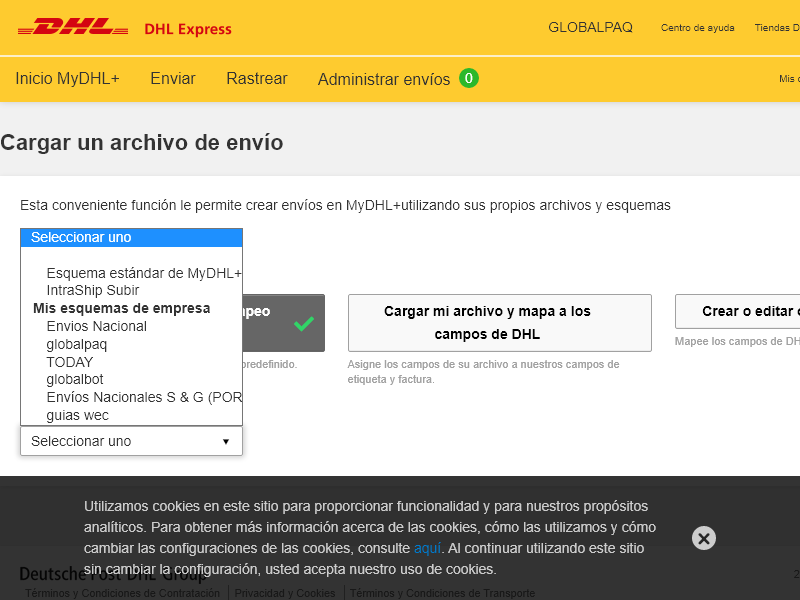 DHL DHL Express
GLOBALPAQ Centro de ayuda Tiendas D
Inicio MyDHL+ Enviar Rastrear Administrar envíos 0
Mis
Cargar un archivo de envío
Esta conveniente función le permite crear envíos en MyDHL+utilizando sus propios archivos y esquemas
Seleccionar uno
Esquema estándar de MyDHL+
IntraShip Subir
Mis esquemas de empresa
Envios Nacional
globalpaq
TODAY
globalbot
Envíos Nacionales S & G (POR
guias wec
Seleccionar uno
peo
redefinido.
Cargar mi archivo y mapa a los
campos de DHL
Asigne los campos de su archivo a nuestros campos de
etiqueta y factura.
Crear o editar
Mapee los campos de DH
Utilizamos cookies en este sitio para proporcionar funcionalidad y para nuestros propósitos
analíticos. Para obtener más información acerca de las cookies, cómo las utilizamos y cómo
cambiar las configuraciones de las cookies, consulte aquí. Al continuar utilizando este sitio
sin cambiar la configuración, usted acepta nuestro uso de cookies.
Deutsche Post DHL Group
Términos y Condiciones de Contratación Privacidad y Cookies Términos y Condiciones de Transporte